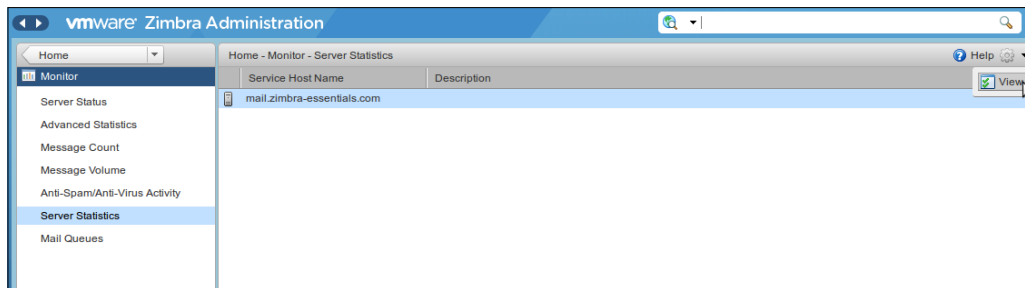 vmware Zimbra Administration
Home
Home - Monitor - Server Statistics
Help
Monitor
Service Host Name
Description
View
Server Status
mail.zimbra-essentials.com
Advanced Statistics
Message Count
Message Volume
Anti-Spam/Anti-Virus Activity
Server Statistics
Mail Queues